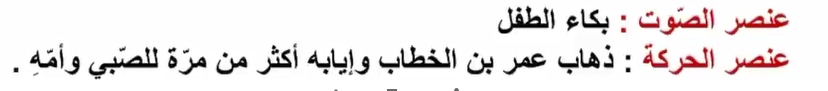 عنصر الصّوت : بكاء الطفل
عنصر الحركة : ذهاب عمر بن الخطاب وإيابه أكثر من مرّة للصّبي وأمّهِ .